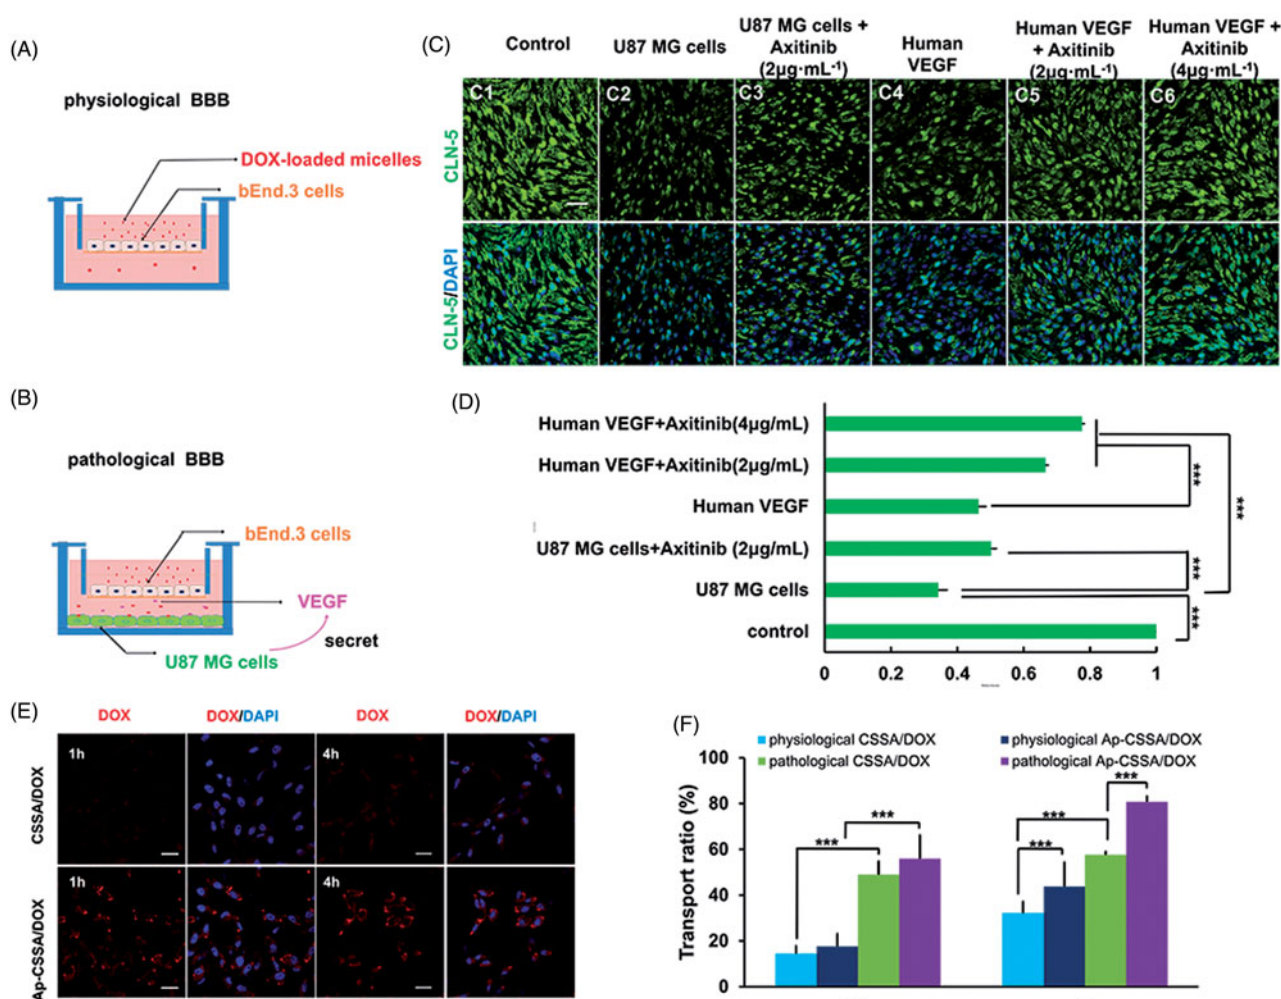 (A)
physiological BBB
DOX-loaded micelles
bEnd.3 cells
(B)
pathological BBB
bEnd.3 cells
VEGF
secret
U87 MG cells
(C)
Control
U87 MG cells
U87 MG cells +
Axitinib
(2μg·mL⁻¹)
Human
VEGF
Human VEGF
+ Axitinib
(2μg·mL⁻¹)
Human VEGF +
Axitinib
(4μg·mL⁻¹)
C1
C2
C3
C4
C5
C6
CLN-5
CLN-5/DAPI
(D)
Human VEGF+Axitinib(4μg/mL)
Human VEGF+Axitinib(2μg/mL)
Human VEGF
U87 MG cells+Axitinib (2μg/mL)
U87 MG cells
control
***
***
***
***
0 0.2 0.4 0.6 0.8 1
(E)
DOX
DOX/DAPI
DOX
DOX/DAPI
CSSA/DOX
1h
4h
Ap-CSSA/DOX
1h
4h
(F)
physiological CSSA/DOX
physiological Ap-CSSA/DOX
pathological CSSA/DOX
pathological Ap-CSSA/DOX
Transport ratio (%)
100
80
60
40
20
0
***
***
***
***
***